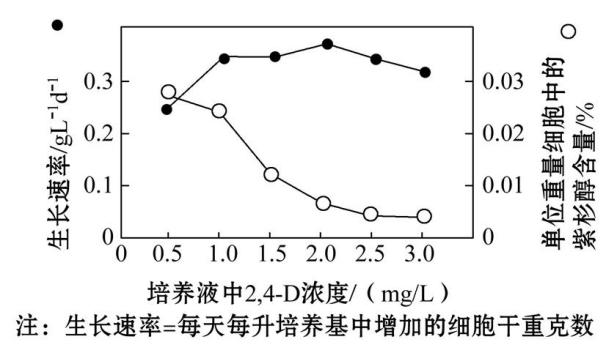 生长速率/gL⁻¹d⁻¹
0.3
0.2
0.1
0
0 0.5 1.0 1.5 2.0 2.5 3.0
0.03
0.02
0.01
0
单位重量细胞中的
紫杉醇含量/%
培养液中2,4-D浓度/（mg/L）
注：生长速率=每天每升培养基中增加的细胞干重克数